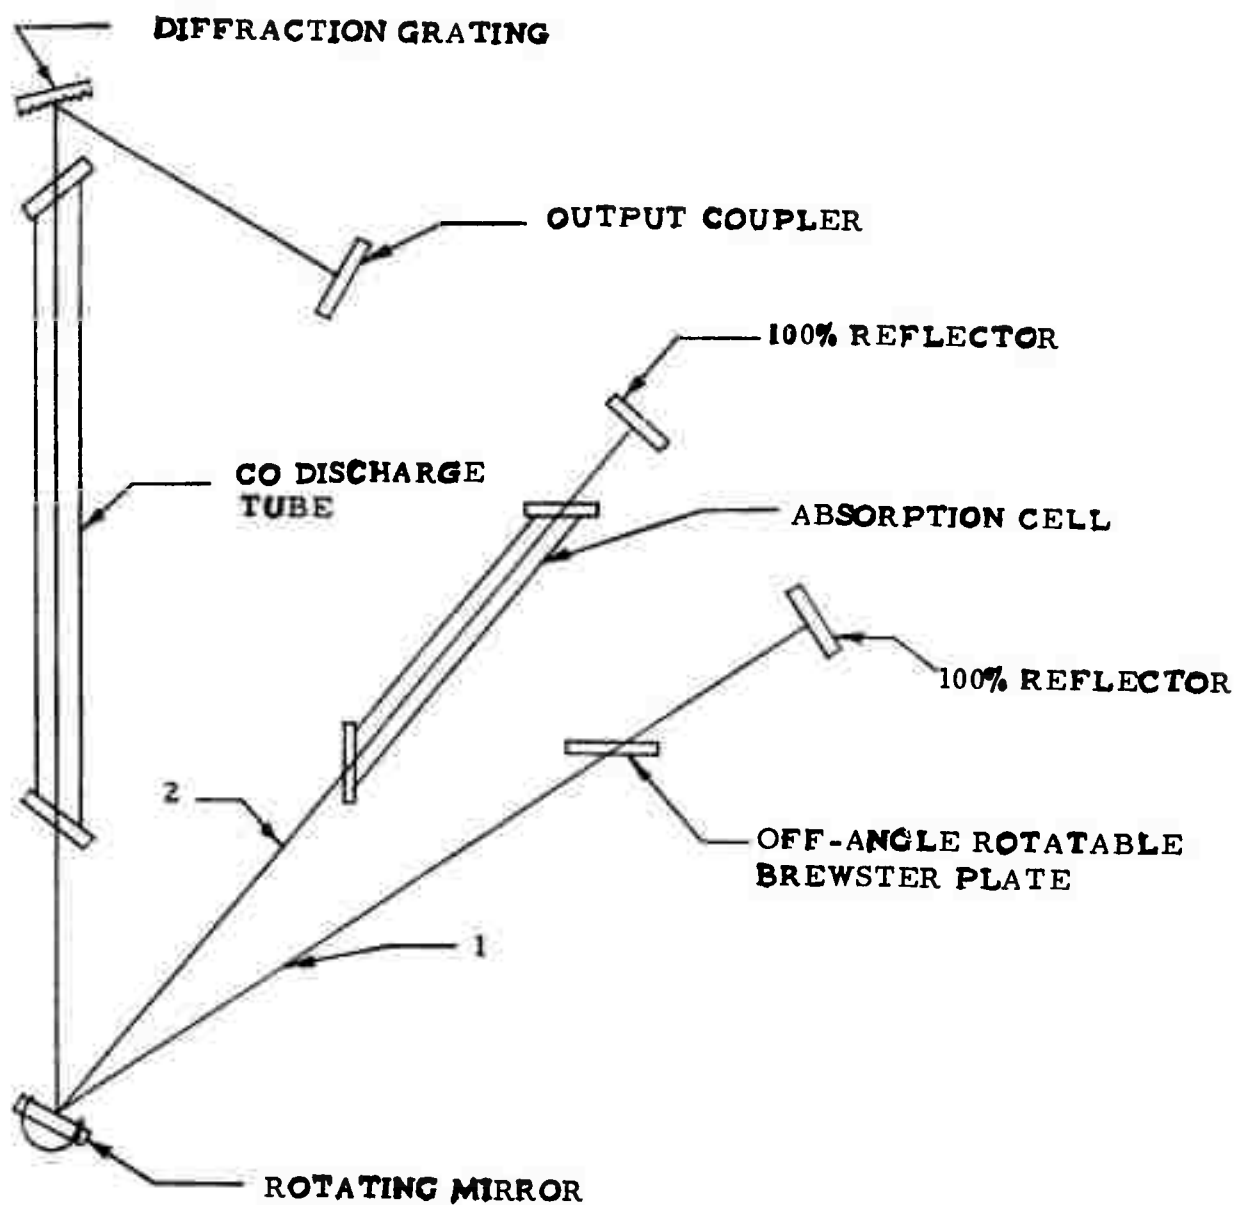 DIFFRACTION GRATING
OUTPUT COUPLER
100% REFLECTOR
CO DISCHARGE
TUBE
ABSORPTION CELL
100% REFLECTOR
2
OFF-ANGLE ROTATABLE
BREWSTER PLATE
1
ROTATING MIRROR